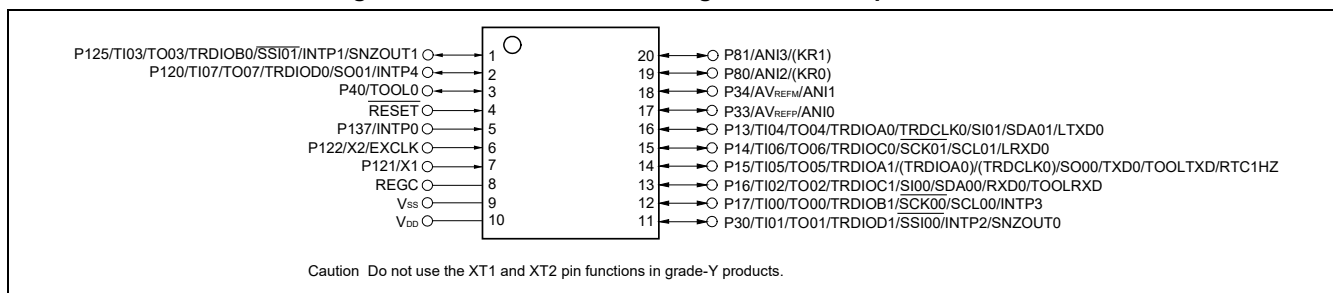 P125/TI03/TO03/TRDIOB0/SSI01/INTP1/SNZOUT1
P120/TI07/TO07/TRDIOD0/SO01/INTP4
P40/TOOL0
RESET
P137/INTP0
P122/X2/EXCLK
P121/X1
REGC
VSS
VDD
1
2
3
4
5
6
7
8
9
10
20
19
18
17
16
15
14
13
12
11
P81/ANI3/(KR1)
P80/ANI2/(KR0)
P34/AVREFM/ANI1
P33/AVREFP/ANI0
P13/TI04/TO04/TRDIOA0/TRDCLK0/SI01/SDA01/LTXD0
P14/TI06/TO06/TRDIOC0/SCK01/SCL01/LRXD0
P15/TI05/TO05/TRDIOA1/(TRDIOA0)/(TRDCLK0)/SO00/TXD0/TOOLTXD/RTC1HZ
P16/TI02/TO02/TRDIOC1/SI00/SDA00/RXD0/TOOLRXD
P17/TI00/TO00/TRDIOB1/SCK00/SCL00/INTP3
P30/TI01/TO01/TRDIOD1/SSI00/INTP2/SNZOUT0
Caution Do not use the XT1 and XT2 pin functions in grade-Y products.